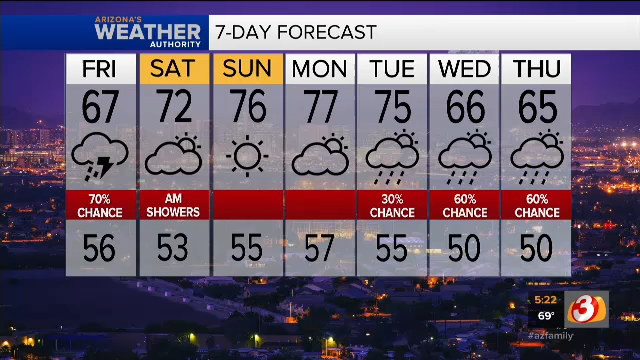 ARIZONA'S
WEATHER
AUTHORITY
7-DAY FORECAST
FRI SAT SUN MON TUE WED THU
67 72 76 77 75 66 65
70% CHANCE
AM SHOWERS
30% CHANCE
60% CHANCE
60% CHANCE
56 53 55 57 55 50 50
5:22
69°
3
#azfamily